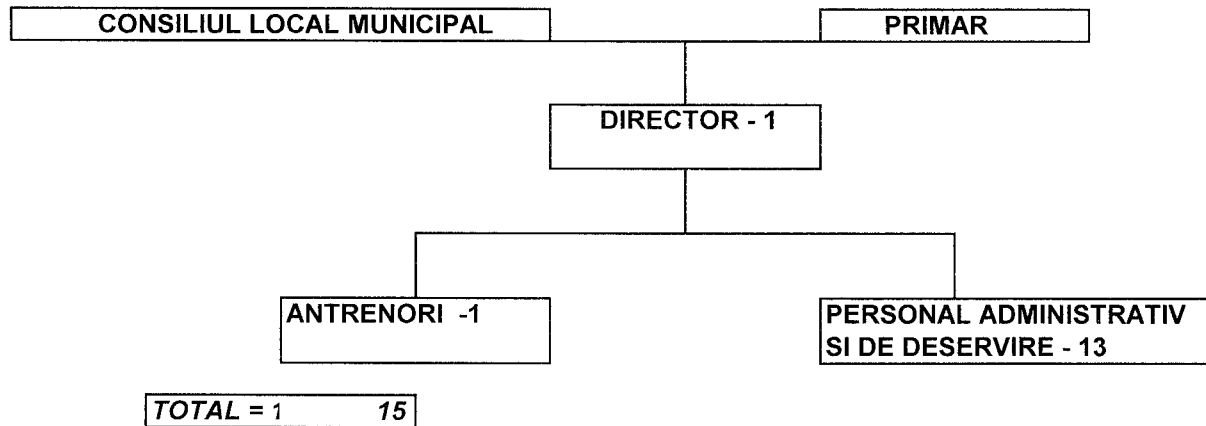 CONSILIUL LOCAL MUNICIPAL
PRIMAR
DIRECTOR - 1
ANTRENORI -1
PERSONAL ADMINISTRATIV
SI DE DESERVIRE - 13
TOTAL = 1 15